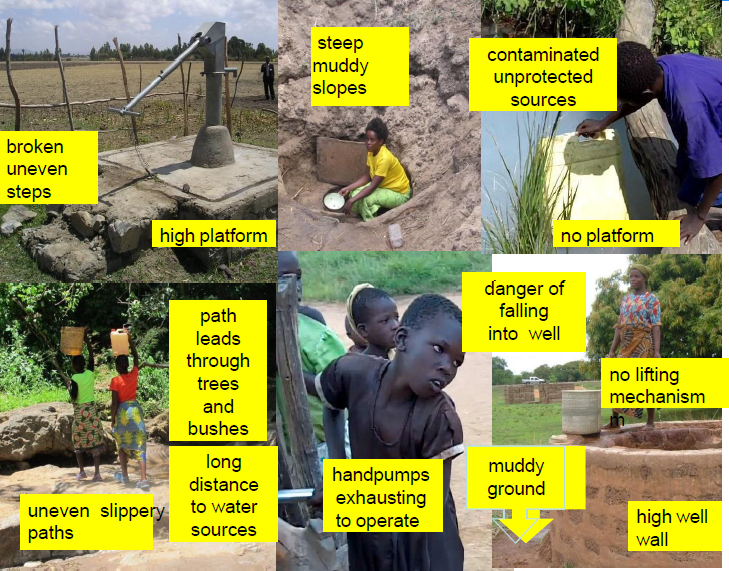 broken
uneven
steps
high platform
steep
muddy
slopes
contaminated
unprotected
sources
no platform
path
leads
through
trees
and
bushes
long
distance
to water
sources
uneven slippery
paths
handpumps
exhausting
to operate
danger of
falling
into well
no lifting
mechanism
muddy
ground
high well
wall